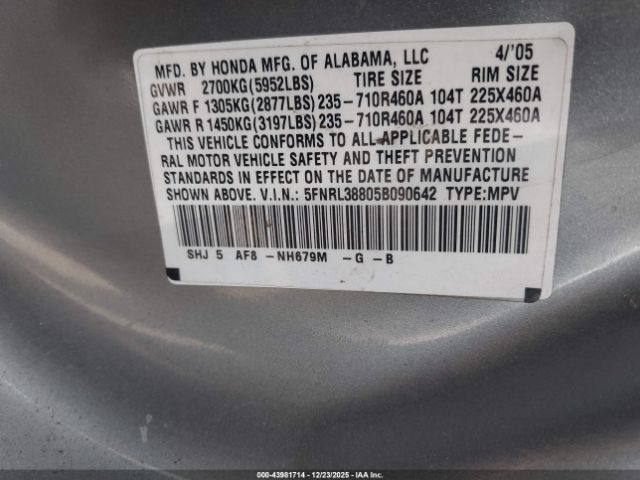 MFD. BY HONDA MFG. OF ALABAMA, LLC 4/'05
GVWR 2700KG(5952LBS) TIRE SIZE RIM SIZE
GAWR F 1305KG(2877LBS) 235-710R460A 104T 225X460A
GAWR R 1450KG(3197LBS) 235-710R460A 104T 225X460A
THIS VEHICLE CONFORMS TO ALL APPLICABLE FEDE-
RAL MOTOR VEHICLE SAFETY AND THEFT PREVENTION
STANDARDS IN EFFECT ON THE DATE OF MANUFACTURE
SHOWN ABOVE. V.I.N.: 5FNRL38805B090642 TYPE:MPV
SHJ 5 AF8 -NH679M -G -B
000-43981714 - 12/23/2025 - IAA Inc. Copyright